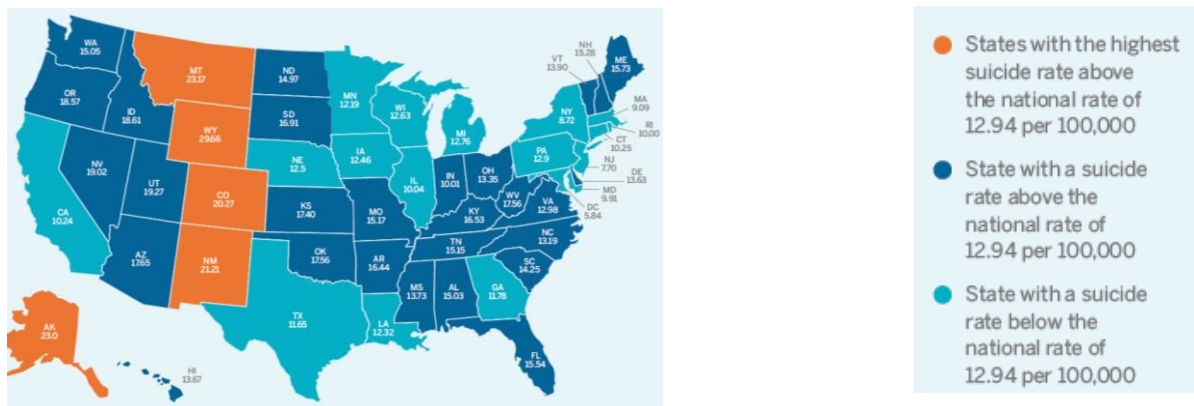 WA
15.05
MT
23.17
ND
14.97
OR
18.57
ID
18.61
WY
29.66
SD
16.91
MN
12.19
WI
12.63
MI
12.76
NY
8.72
VT
13.90
NH
15.28
ME
15.73
MA
9.09
RI
10.00
CT
10.25
NJ
7.70
DE
13.63
MD
9.91
DC
5.84
PA
12.9
NV
19.02
UT
19.27
CO
20.27
NE
12.5
IA
12.46
IL
10.04
IN
10.01
OH
13.35
WV
17.56
VA
12.98
CA
10.24
AZ
17.65
NM
21.21
KS
17.40
MO
15.17
KY
16.53
NC
13.19
TN
15.15
SC
14.25
OK
17.56
AR
16.44
MS
13.73
AL
15.03
GA
11.78
TX
11.65
LA
12.32
FL
15.54
AK
23.0
HI
13.67
States with the highest
suicide rate above
the national rate of
12.94 per 100,000
State with a suicide
rate above the
national rate of
12.94 per 100,000
State with a suicide
rate below the
national rate of
12.94 per 100,000